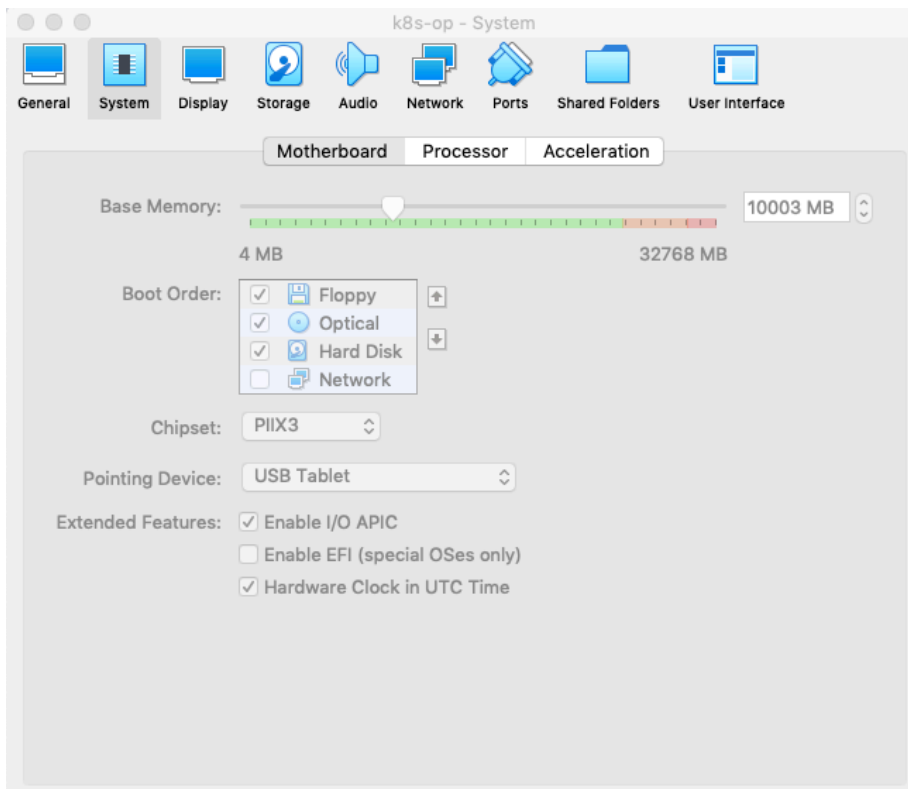 k8s-op - System
General System Display Storage Audio Network Ports Shared Folders User Interface
Motherboard Processor Acceleration
Base Memory: 10003 MB
4 MB 32768 MB
Boot Order: Floppy
Optical
Hard Disk
Network
Chipset: PIIX3
Pointing Device: USB Tablet
Extended Features: Enable I/O APIC
Enable EFI (special OSes only)
Hardware Clock in UTC Time